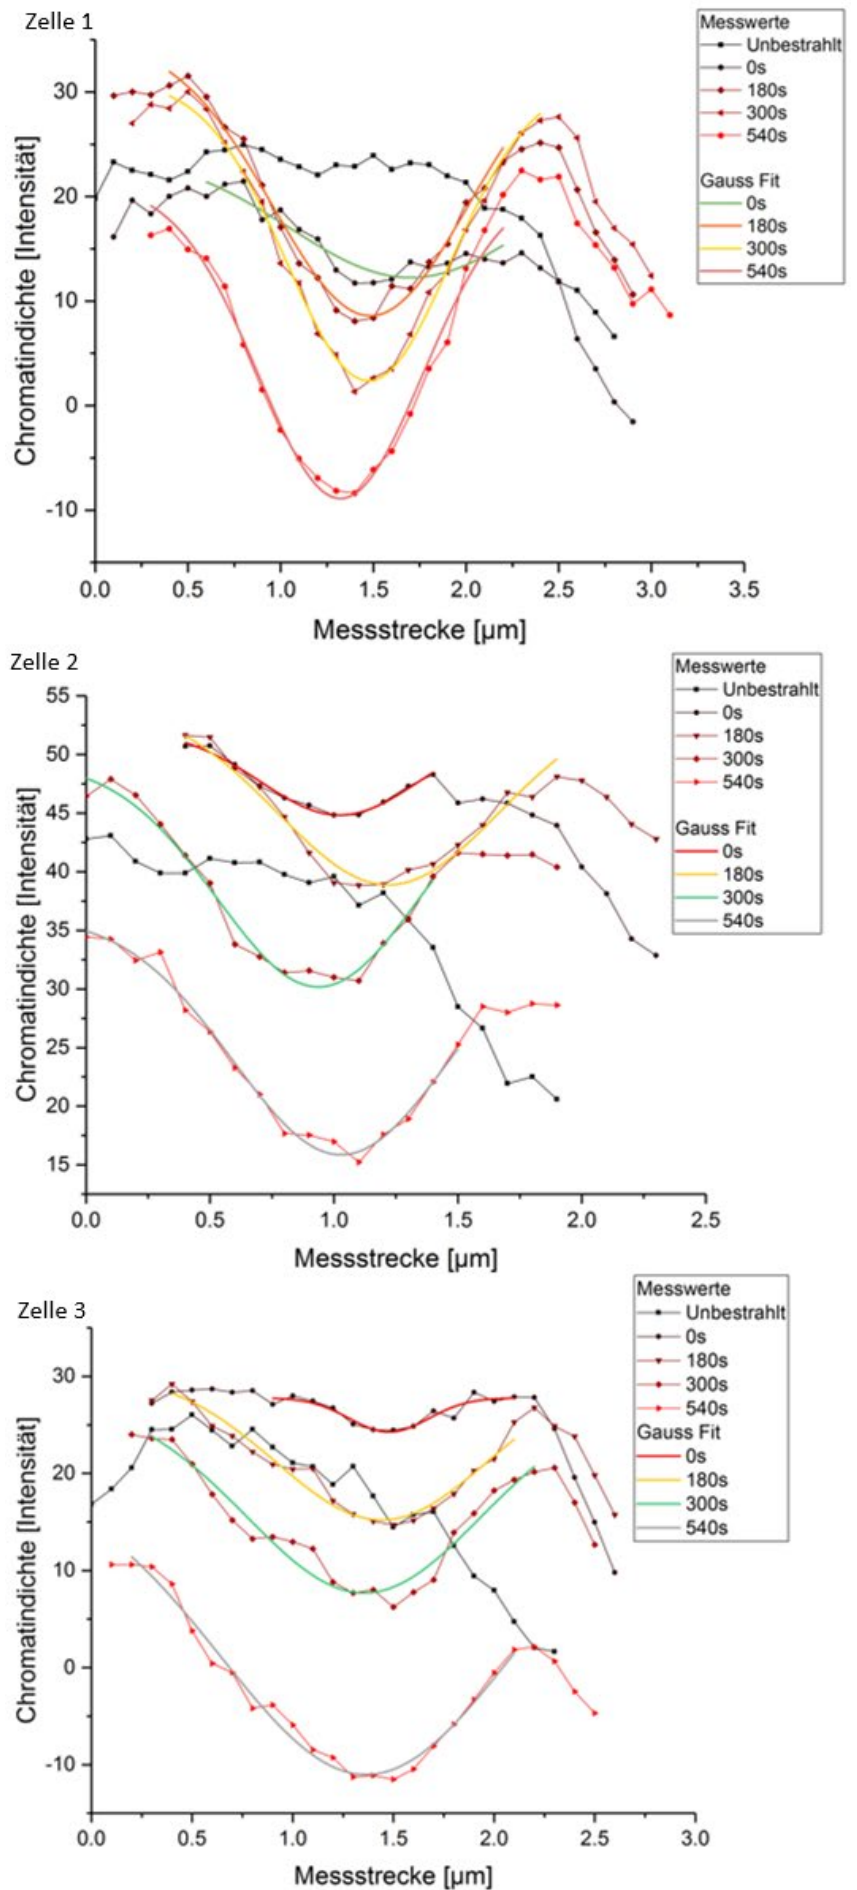 Zelle 1
Messwerte
Unbestrahlt
0s
180s
300s
540s
Gauss Fit
0s
180s
300s
540s
Chromatindichte [Intensität]
30
20
10
0
-10
0.0 0.5 1.0 1.5 2.0 2.5 3.0 3.5
Messstrecke [µm]
Zelle 2
Messwerte
Unbestrahlt
0s
180s
300s
540s
Gauss Fit
0s
180s
300s
540s
Chromatindichte [Intensität]
55
50
45
40
35
30
25
20
15
0.0 0.5 1.0 1.5 2.0 2.5
Messstrecke [µm]
Zelle 3
Messwerte
Unbestrahlt
0s
180s
300s
540s
Gauss Fit
0s
180s
300s
540s
Chromatindichte [Intensität]
30
20
10
0
-10
0.0 0.5 1.0 1.5 2.0 2.5 3.0
Messstrecke [µm]